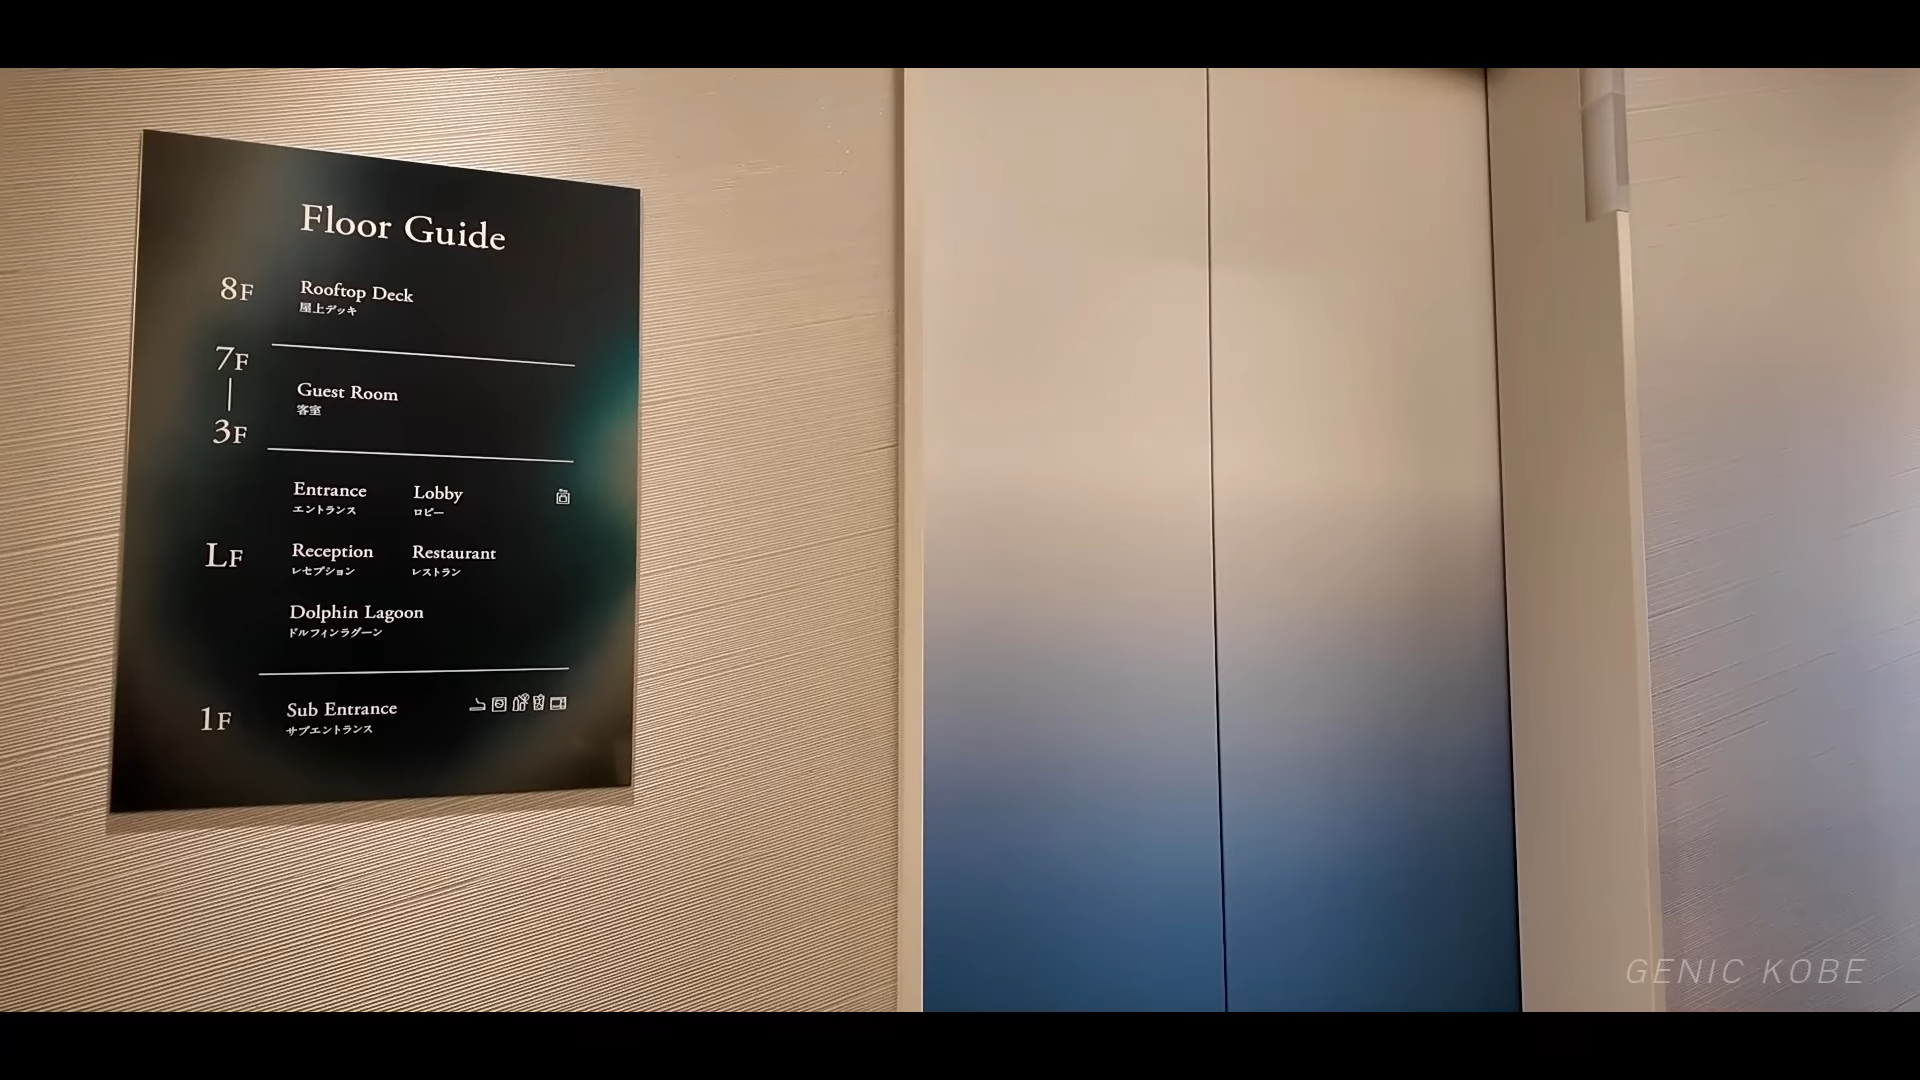 Floor Guide
8F
Rooftop Deck
屋上デッキ
7F
3F
Guest Room
客室
LF
Entrance Lobby
エントランス ロビー
Reception Restaurant
レセプション レストラン
Dolphin Lagoon
ドルフィンラグーン
1F
Sub Entrance
サブエントランス
GENIC KOBE